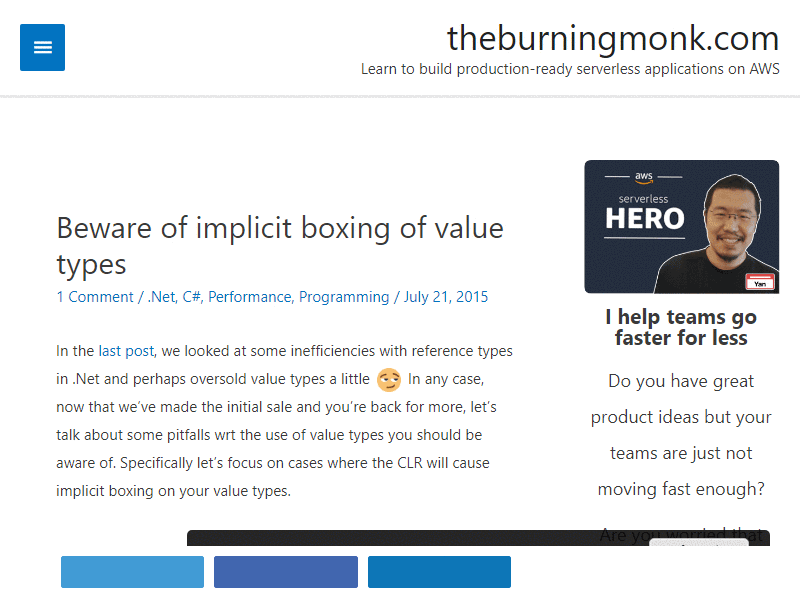 theburningmonk.com
Learn to build production-ready serverless applications on AWS
Beware of implicit boxing of value
types
1 Comment / .Net, C#, Performance, Programming / July 21, 2015
In the last post, we looked at some inefficiencies with reference types
in .Net and perhaps oversold value types a little In any case,
now that we've made the initial sale and you're back for more, let's
talk about some pitfalls wrt the use of value types you should be
aware of. Specifically let's focus on cases where the CLR will cause
implicit boxing on your value types.
aws
serverless
HERO
Yan
I help teams go
faster for less
Do you have great
product ideas but your
teams are just not
moving fast enough?
Are you worried that